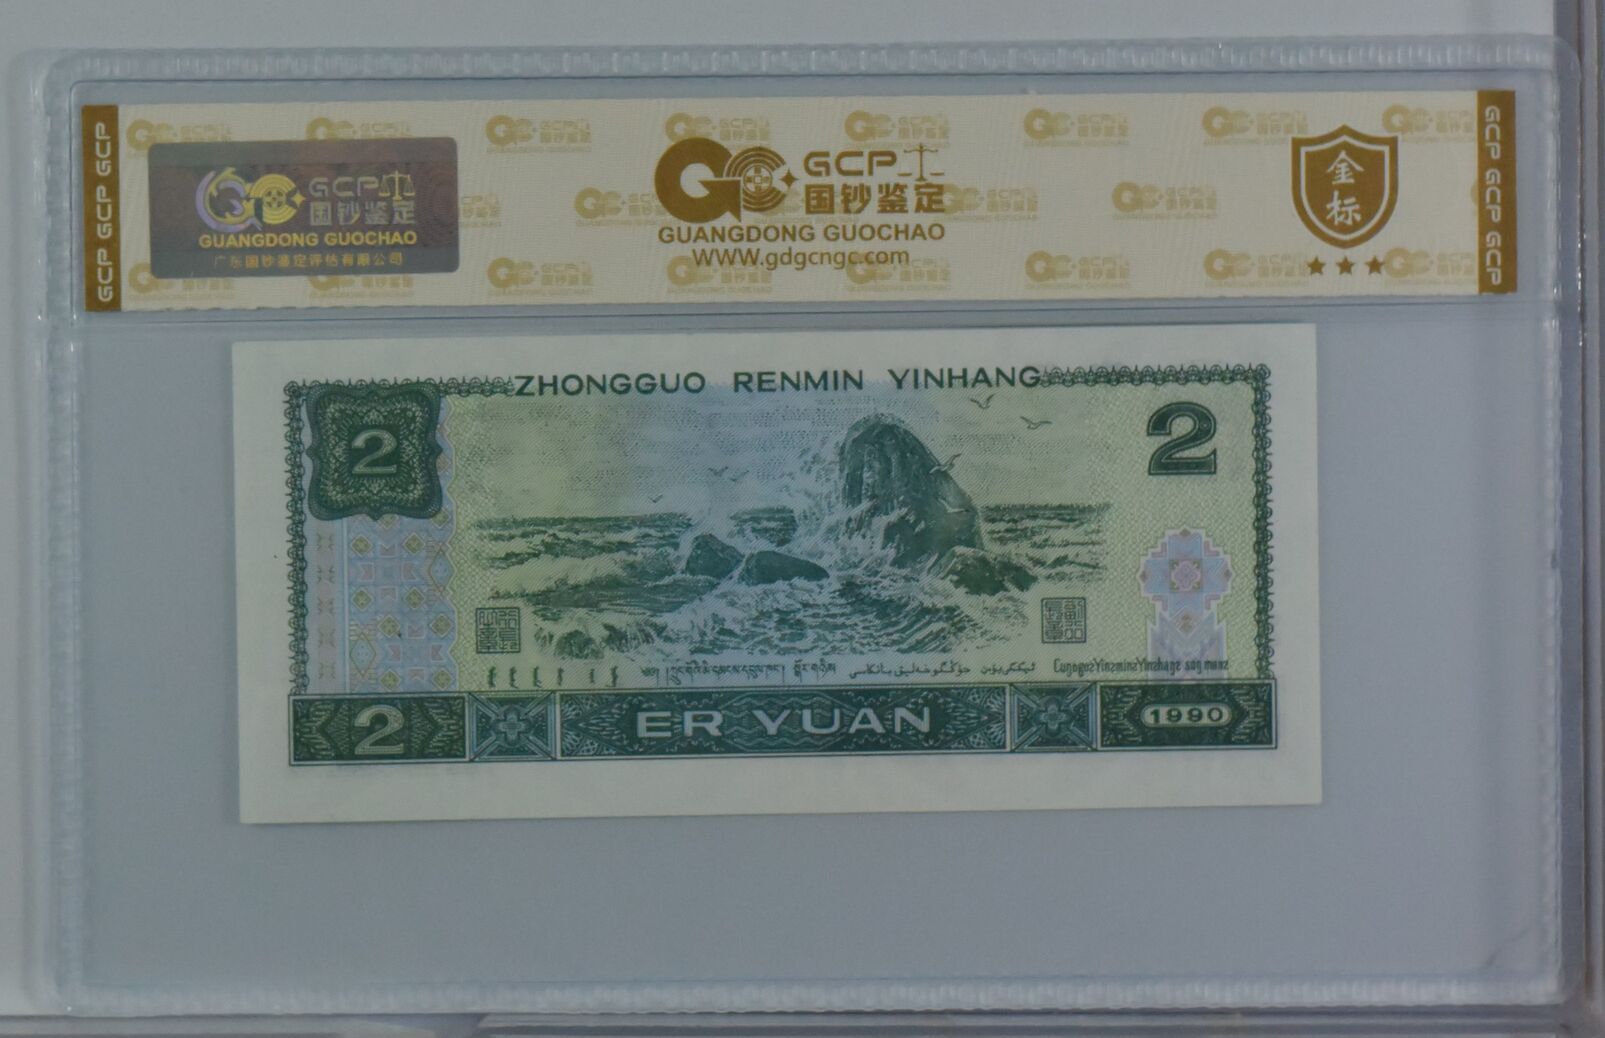 GCP GCP GCP
GCP
国钞鉴定
GUANGDONG GUOCHAO
广东国钞鉴定评估有限公司
GCP
国钞鉴定
GUANGDONG GUOCHAO
www.gdgcngc.com
金
标
GCP GCP GCP
ZHONGGUO RENMIN YINHANG
2
2
2
ER YUAN
1990